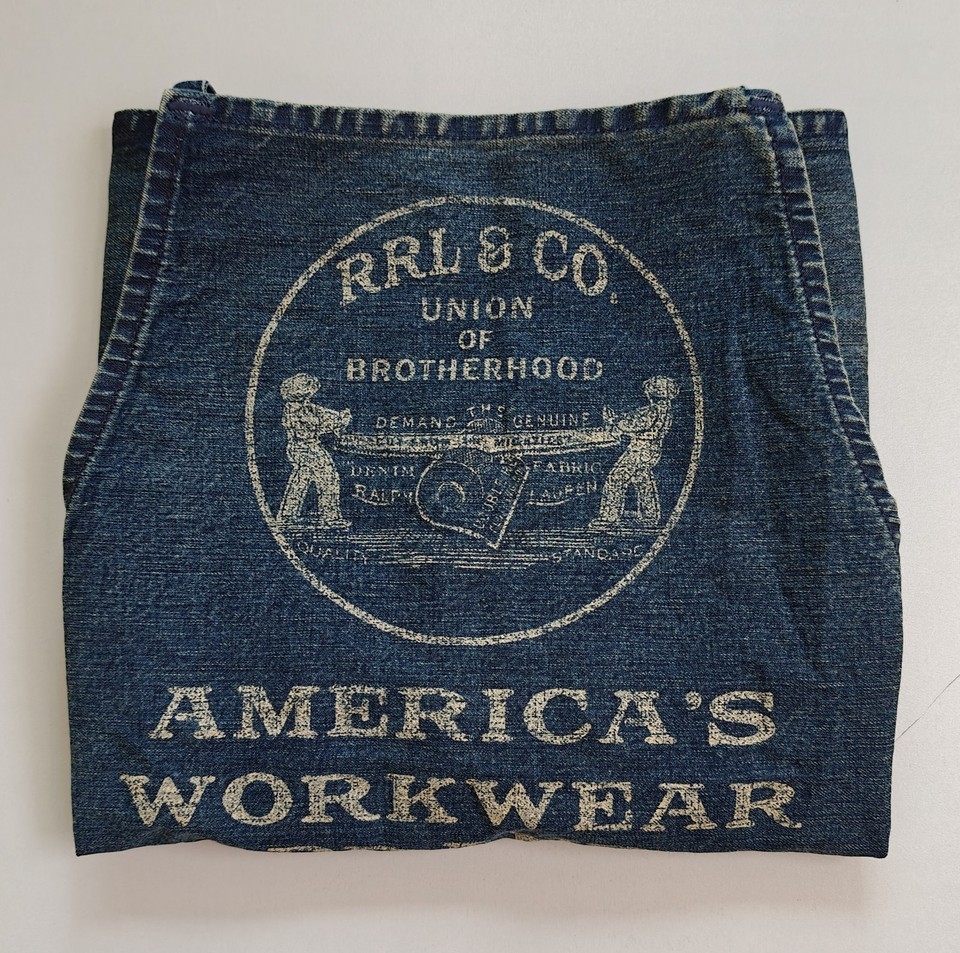 RRL & CO.
UNION
OF
BROTHERHOOD
DEMAND THE GENUINE
DENIM FABRIC
RALPH LAUREN
QUALITY STANDARD
AMERICA'S
WORKWEAR